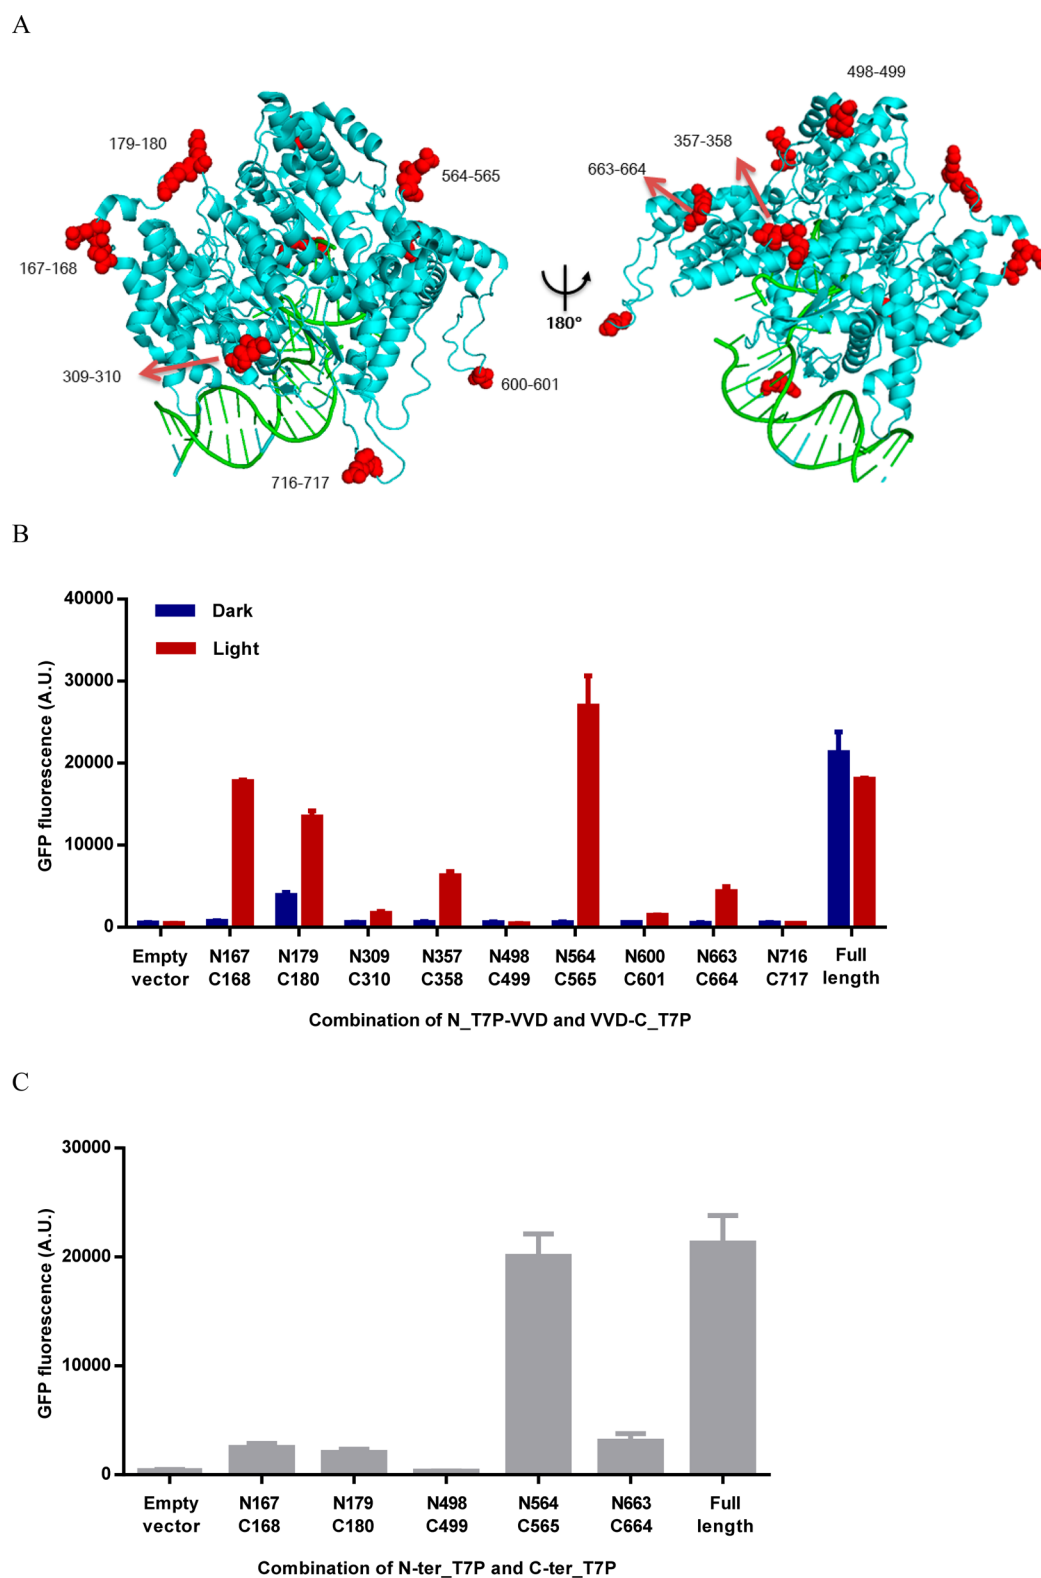 A
179-180
564-565
167-168
309-310
600-601
716-717
498-499
357-358
663-664
180°
B
40000
30000
20000
10000
0
GFP fluorescence (A.U.)
Dark
Light
Empty vector
N167 C168
N179 C180
N309 C310
N357 C358
N498 C499
N564 C565
N600 C601
N663 C664
N716 C717
Full length
Combination of N_T7P-VVD and VVD-C_T7P
C
30000
20000
10000
0
GFP fluorescence (A.U.)
Empty vector
N167 C168
N179 C180
N498 C499
N564 C565
N663 C664
Full length
Combination of N-ter_T7P and C-ter_T7P